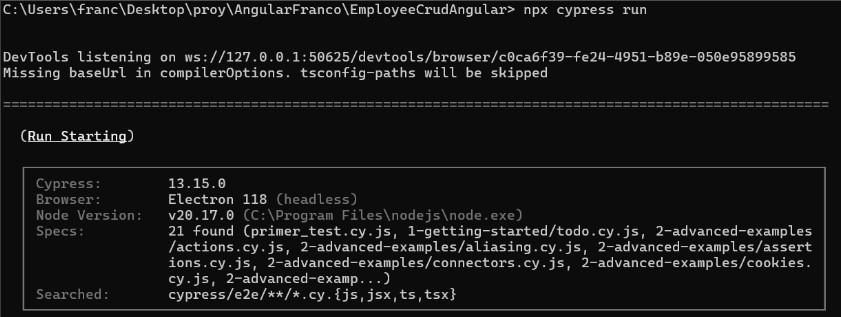 C:\Users\franc\Desktop\proy\AngularFranco\EmployeeCrudAngular> npx cypress run
DevTools listening on ws://127.0.0.1:50625/devtools/browser/c0ca6f39-fe24-4951-b89e-050e95899585
Missing baseUrl in compilerOptions. tsconfig-paths will be skipped
====================================================================================================
(Run Starting)
Cypress: 13.15.0
Browser: Electron 118 (headless)
Node Version: v20.17.0 (C:\Program Files\nodejs\node.exe)
Specs: 21 found (primer_test.cy.js, 1-getting-started/todo.cy.js, 2-advanced-examples
/actions.cy.js, 2-advanced-examples/aliasing.cy.js, 2-advanced-examples/assert
ions.cy.js, 2-advanced-examples/connectors.cy.js, 2-advanced-examples/cookies.
cy.js, 2-advanced-examp...)
Searched: cypress/e2e/**/*.cy.{js,jsx,ts,tsx}